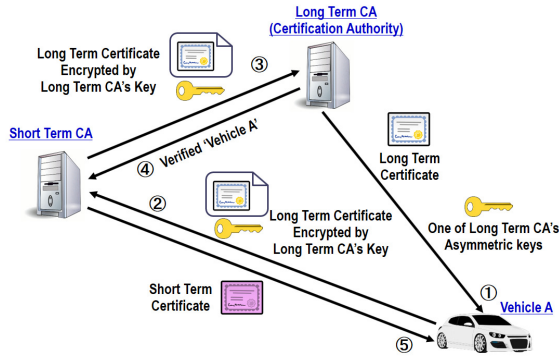 Long Term CA
(Certification Authority)
Long Term Certificate
Encrypted by
Long Term CA's Key
③
Short Term CA
④ Verified 'Vehicle A'
Long Term
Certificate
②
Long Term Certificate
Encrypted by
Long Term CA's Key
One of Long Term CA's
Asymmetric keys
Short Term
Certificate
①
Vehicle A
⑤